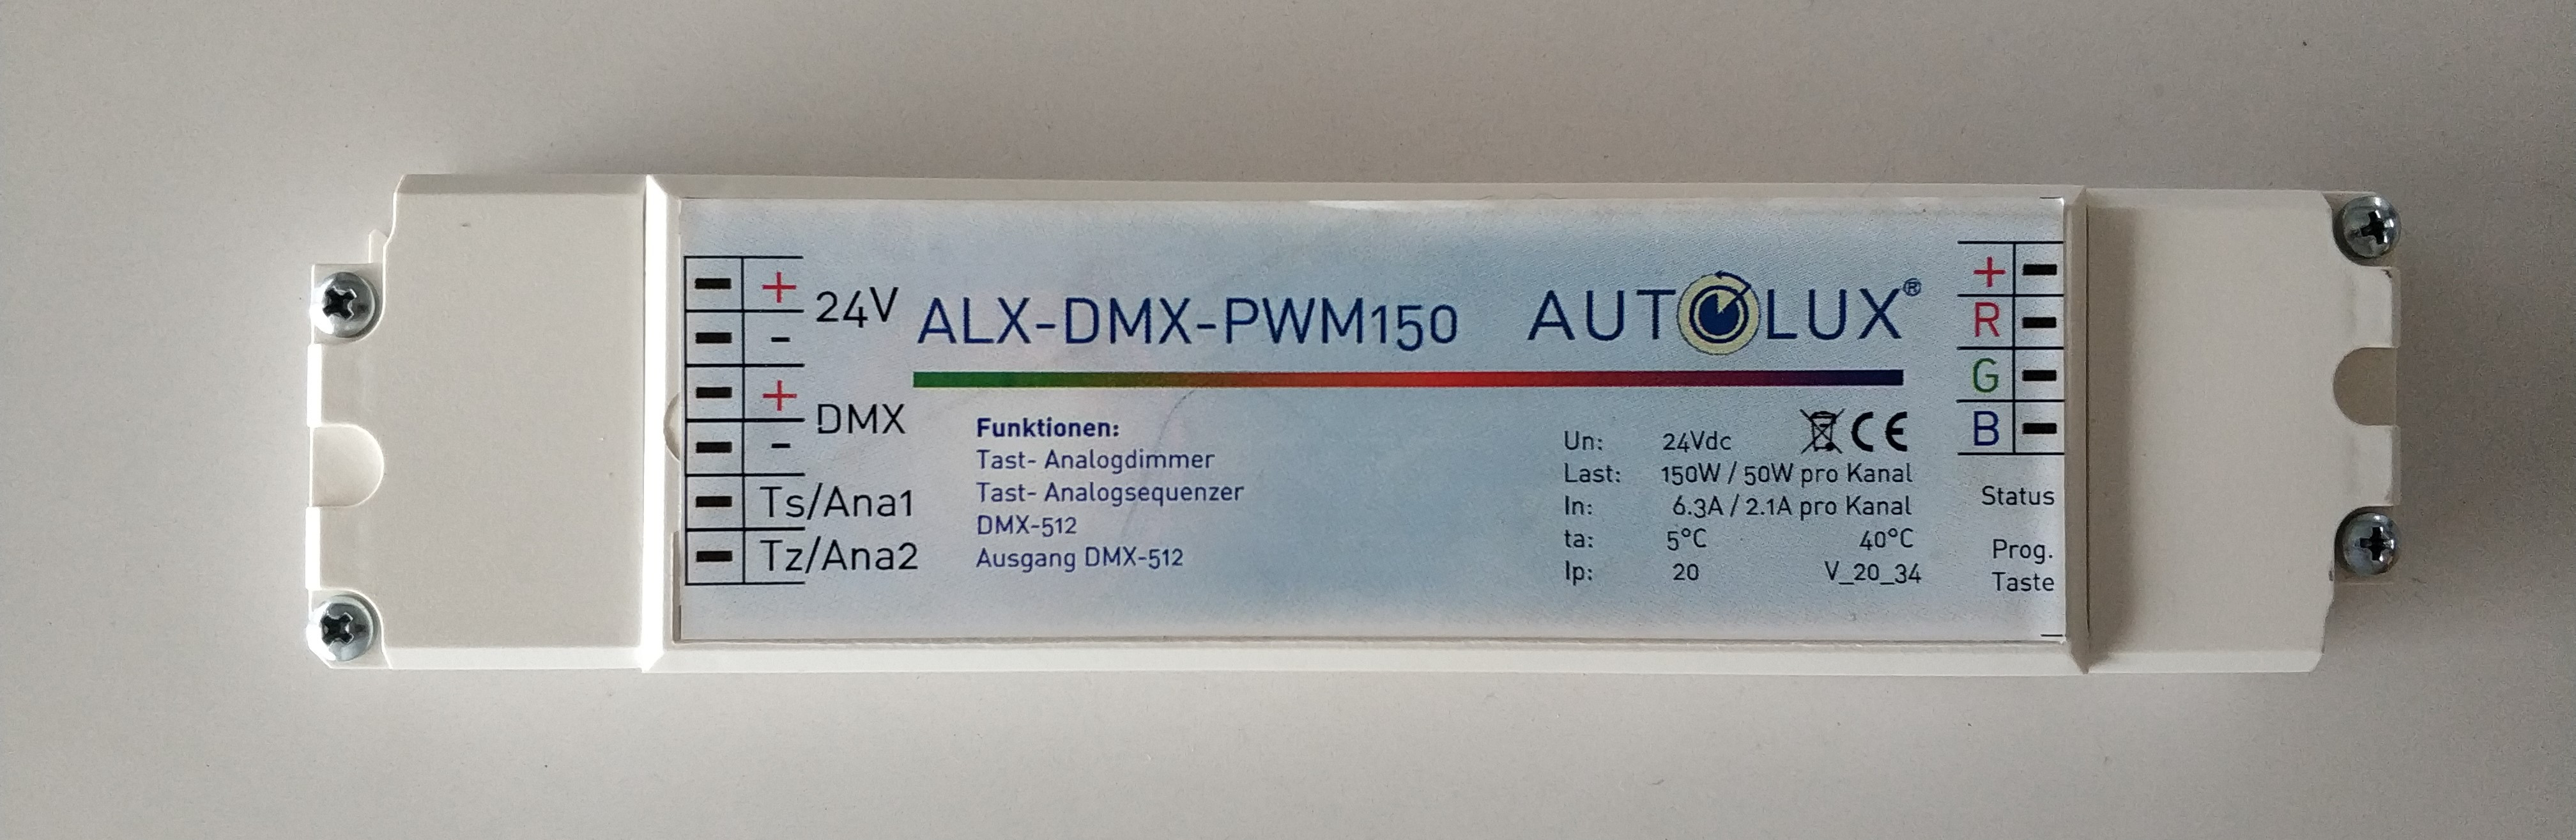 +
- 24V
+
- DMX
Ts/Ana1
Tz/Ana2
ALX-DMX-PWM150
AUTOLUX®
Funktionen:
Tast- Analogdimmer
Tast- Analogsequenzer
DMX-512
Ausgang DMX-512
CE
Un: 24Vdc
Last: 150W / 50W pro Kanal
In: 6.3A / 2.1A pro Kanal
ta: 5°C 40°C
Ip: 20 V_20_34
+
R
G
B
Status
Prog.
Taste